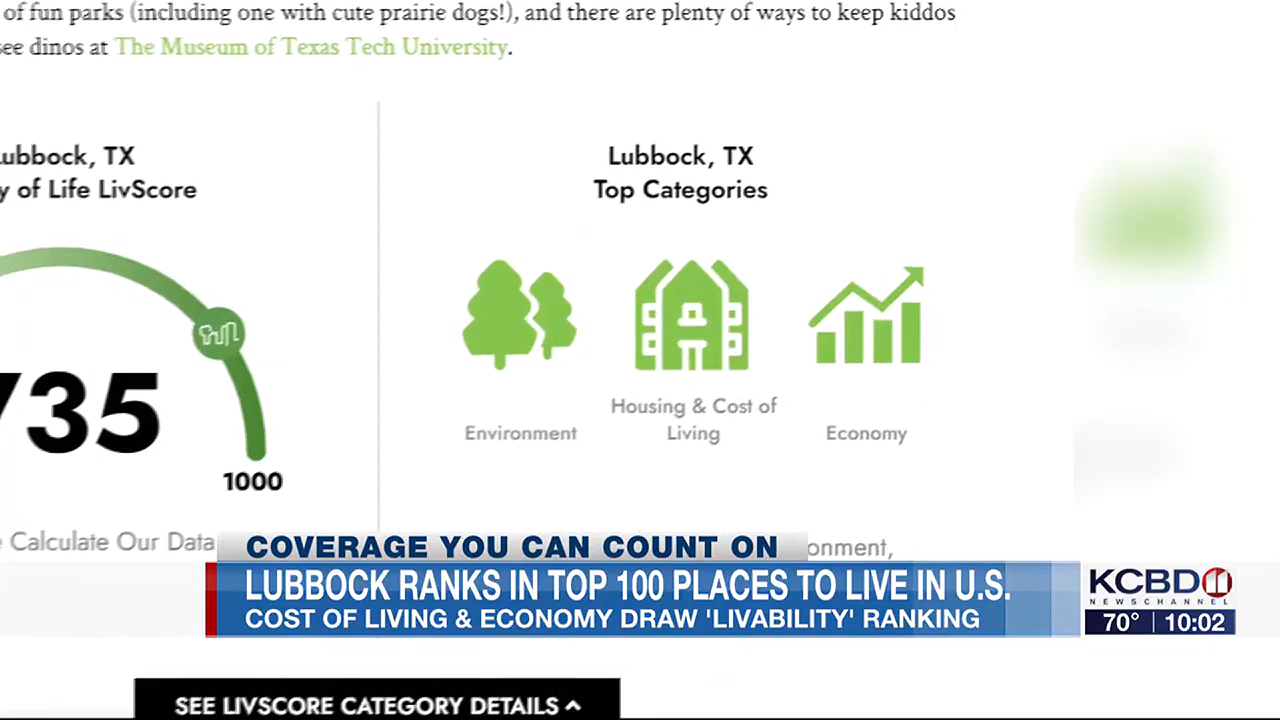 of fun parks (including one with cute prairie dogs!), and there are plenty of ways to keep kiddos
see dinos at The Museum of Texas Tech University.
Lubbock, TX
y of Life LivScore
735
1000
Lubbock, TX
Top Categories
Environment
Housing & Cost of
Living
Economy
e Calculate Our Data
onment,
COVERAGE YOU CAN COUNT ON
LUBBOCK RANKS IN TOP 100 PLACES TO LIVE IN U.S.
COST OF LIVING & ECONOMY DRAW 'LIVABILITY' RANKING
KCBD 11
NEWSCHANNEL
70° | 10:02
SEE LIVSCORE CATEGORY DETAILS